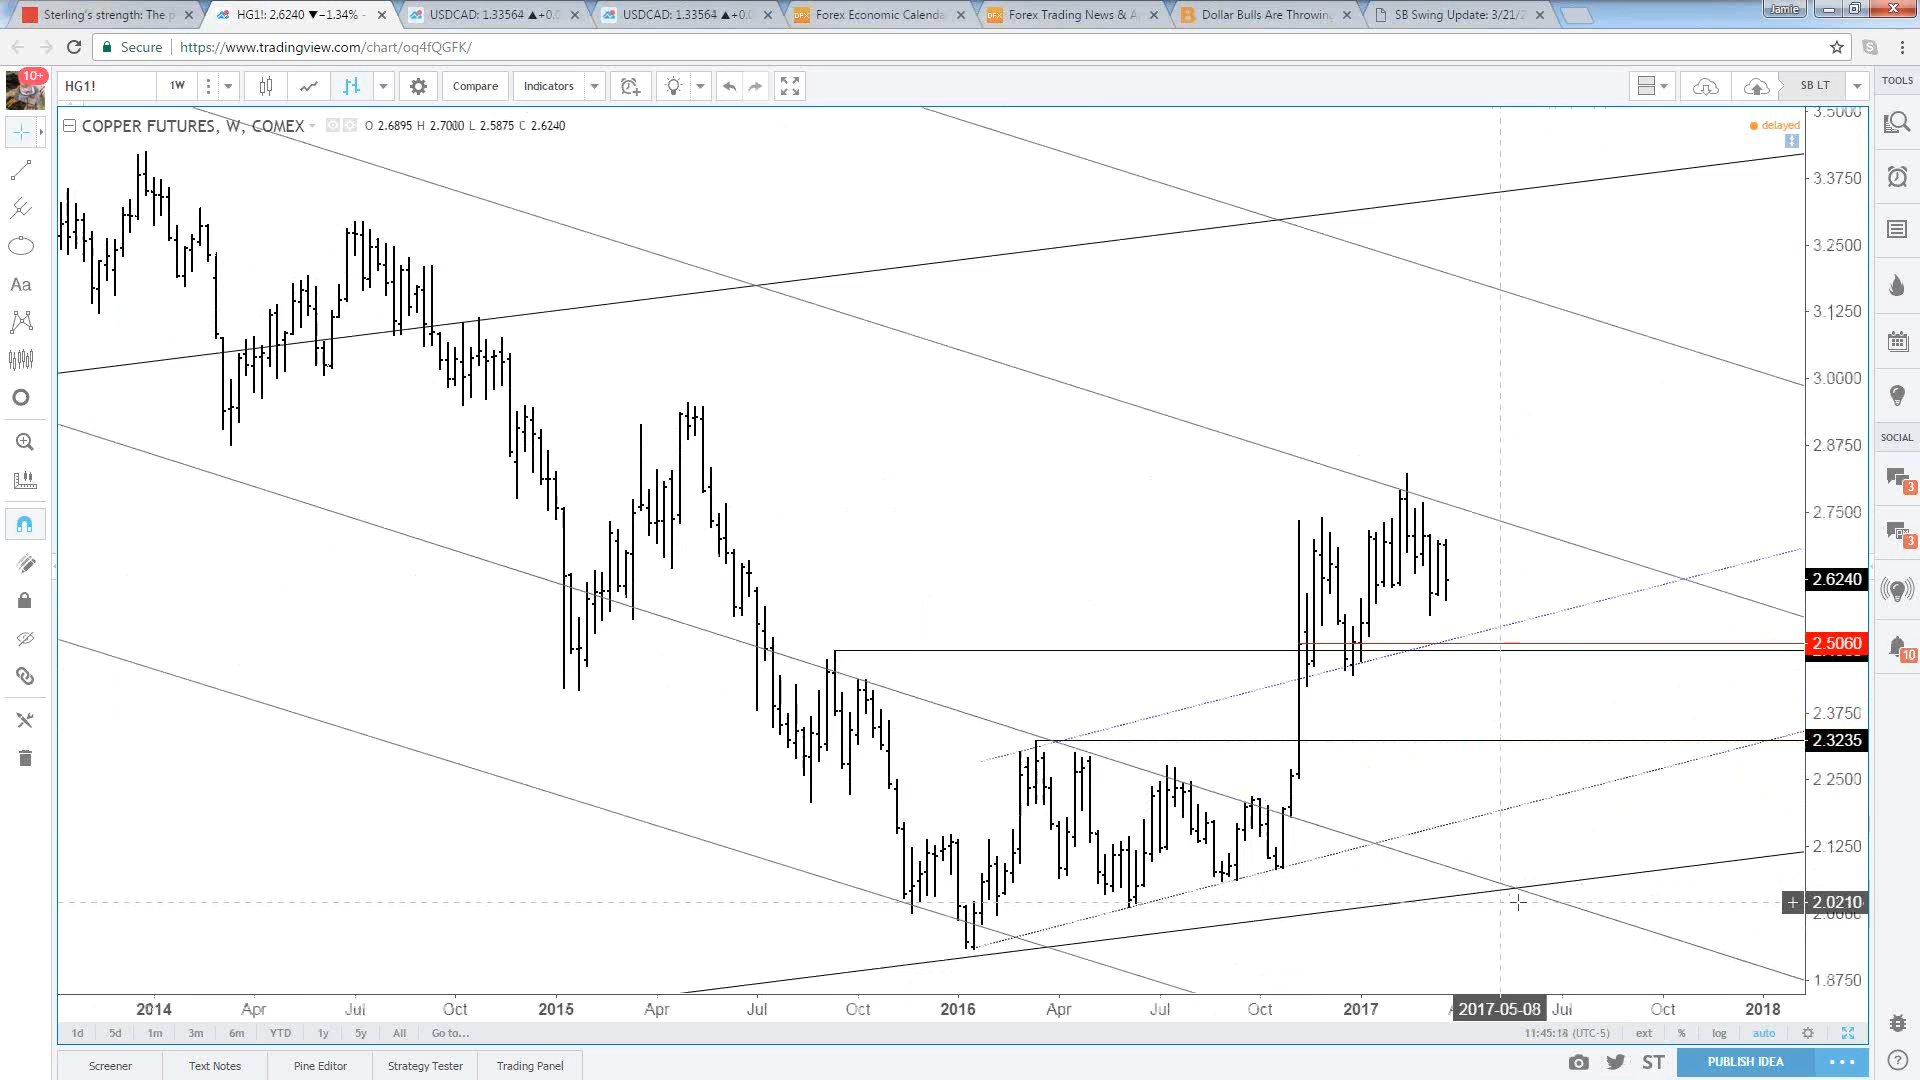 Sterling's strength: The p
HG1!: 2.6240 ▼−1.34%
USDCAD: 1.33564 ▲+0.0
USDCAD: 1.33564 ▲+0.0
Forex Economic Calenda
Forex Trading News & A
Dollar Bulls Are Throwing
SB Swing Update: 3/21/2
Jamie
Secure https://www.tradingview.com/chart/oq4fQGFK/
10+
HG1! 1W Compare Indicators SB LT
TOOLS
COPPER FUTURES, W, COMEX O 2.6895 H 2.7000 L 2.5875 C 2.6240
delayed
Aa
3.5000
3.3750
3.2500
3.1250
3.0000
2.8750
SOCIAL
3
2.7500
3
2.6240
2.5060
10
2.3750
2.3235
2.2500
2.1250
2.0210
2.0000
1.8750
2014 Apr Jul Oct 2015 Apr Jul Oct 2016 Apr Jul Oct 2017 2017-05-08 Jul Oct 2018
1d 5d 1m 3m 6m YTD 1y 5y All Go to... 11:45:18 (UTC-5) ext % log auto
Screener Text Notes Pine Editor Strategy Tester Trading Panel ST PUBLISH IDEA